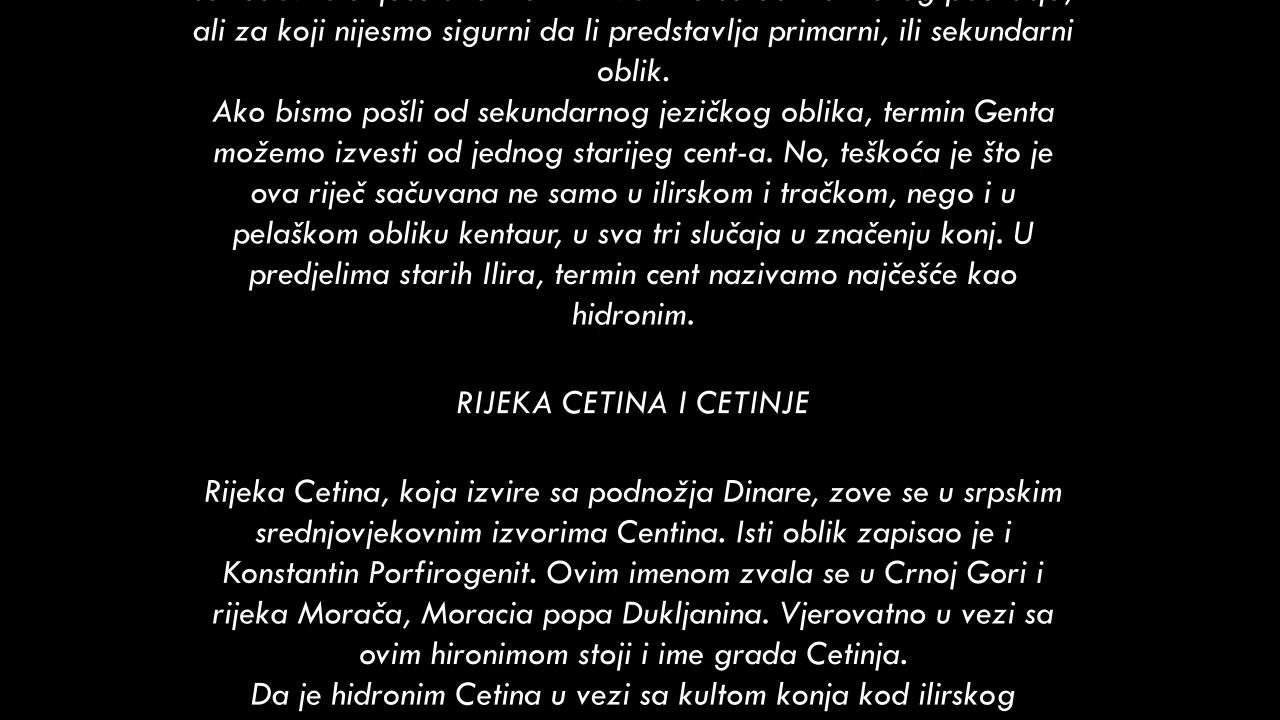 ali za koji nijesmo sigurni da li predstavlja primarni, ili sekundarni
oblik.
Ako bismo pošli od sekundarnog jezičkog oblika, termin Genta
možemo izvesti od jednog starijeg cent-a. No, teškoća je što je
ova riječ sačuvana ne samo u ilirskom i tračkom, nego i u
pelaškom obliku kentaur, u sva tri slučaja u značenju konj. U
predjelima starih Ilira, termin cent nazivamo najčešće kao
hidronim.
RIJEKA CETINA I CETINJE
Rijeka Cetina, koja izvire sa podnožja Dinare, zove se u srpskim
srednjovjekovnim izvorima Centina. Isti oblik zapisao je i
Konstantin Porfirogenit. Ovim imenom zvala se u Crnoj Gori i
rijeka Morača, Moracia popa Dukljanina. Vjerovatno u vezi sa
ovim hironimom stoji i ime grada Cetinja.
Da je hidronim Cetina u vezi sa kultom konja kod ilirskog